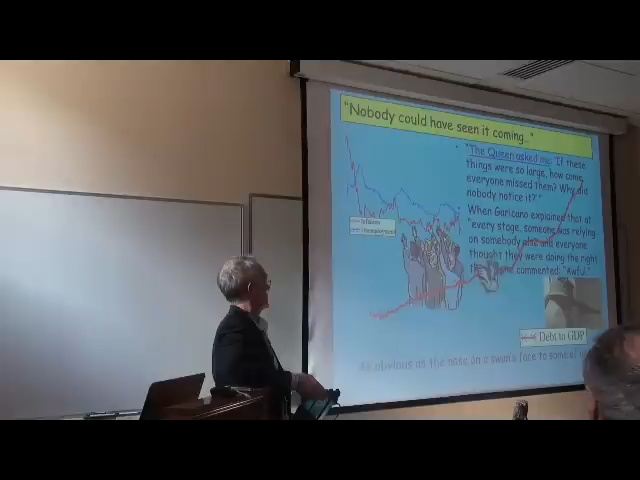 "Nobody could have seen it coming…"
"The Queen asked me: "If these
things were so large, how come
everyone missed them? Why did
nobody notice it?"
When Garicano explained that at
"every stage, someone was relying
on somebody else and everyone
thought they were doing the right
commented: "Awful."
Inflation
Unemployment
Debt to GDP
As obvious as the nose on a swan's face to some of